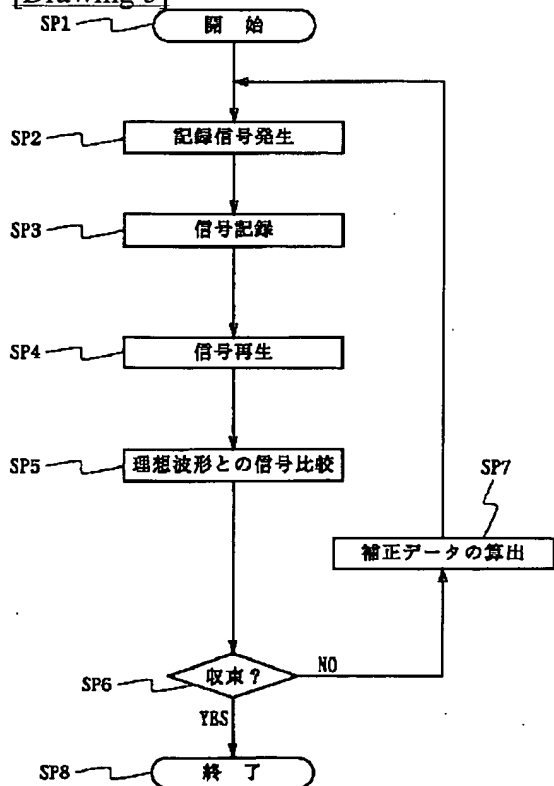 SP1 開 始
SP2 記録信号発生
SP3 信号記録
SP4 信号再生
SP5 理想波形との信号比較
SP7
補正データの算出
SP6 収束? NO
YES
SP8 終 了